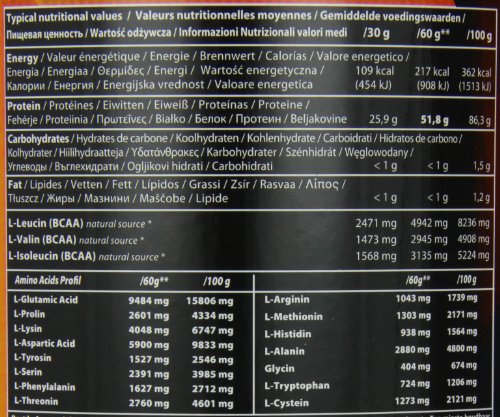 Typical nutritional values / Valeurs nutritionnelles moyennes / Gemiddelde voedingswaarden /
Пищевая ценность / Wartość odżywcza / Informazioni Nutrizionali valori medi /30 g /60 g** /100 g
Energy / Valeur énergétique / Energie / Brennwert / Calorías / Valore energetico /
Energia / Energiaa / Θερμίδες / Energi / Wartość energetyczna / 109 kcal 217 kcal 362 kcal
Калории / Енергия / Energijska vrednost / Valoare energetica (454 kJ) (908 kJ) (1513 kJ)
Protein / Protéines / Eiwitten / Eiweiß / Proteínas / Proteine /
Fehérje / Proteiinia / Πρωτεΐνες / Białko / Белок / Протеин / Beljakovine 25,9 g 51,8 g 86,3 g
Carbohydrates / Hydrates de carbone / Koolhydraten / Kohlenhydrate / Carboidrati / Hidratos de carbono /
Kolhydrater / Hiilihydraatteja / Υδατάνθρακες / Karbohydrater / Szénhidrát / Węglowodany /
Углеводы / Въглехидрати / Ogljikovi hidrati / Carbohidrati < 1 g < 1 g 1,5 g
Fat / Lipides / Vetten / Fett / Lípidos / Grassi / Zsír / Rasvaa / Λίπος /
Tłuszcz / Жиры / Мазнини / Maščobe / Lipide < 1 g < 1 g 1,2 g
L-Leucin (BCAA) natural source * 2471 mg 4942 mg 8236 mg
L-Valin (BCAA) natural source * 1473 mg 2945 mg 4908 mg
L-Isoleucin (BCAA) natural source * 1568 mg 3135 mg 5224 mg
Amino Acids Profil /60g** /100 g
L-Glutamic Acid 9484 mg 15806 mg
L-Prolin 2601 mg 4334 mg
L-Lysin 4048 mg 6747 mg
L-Aspartic Acid 5900 mg 9833 mg
L-Tyrosin 1527 mg 2546 mg
L-Serin 2391 mg 3985 mg
L-Phenylalanin 1627 mg 2712 mg
L-Threonin 2760 mg 4601 mg
/60g** /100 g
L-Arginin 1043 mg 1739 mg
L-Methionin 1303 mg 2171 mg
L-Histidin 938 mg 1564 mg
L-Alanin 2880 mg 4800 mg
Glycin 404 mg 674 mg
L-Tryptophan 724 mg 1206 mg
L-Cystein 1273 mg 2121 mg